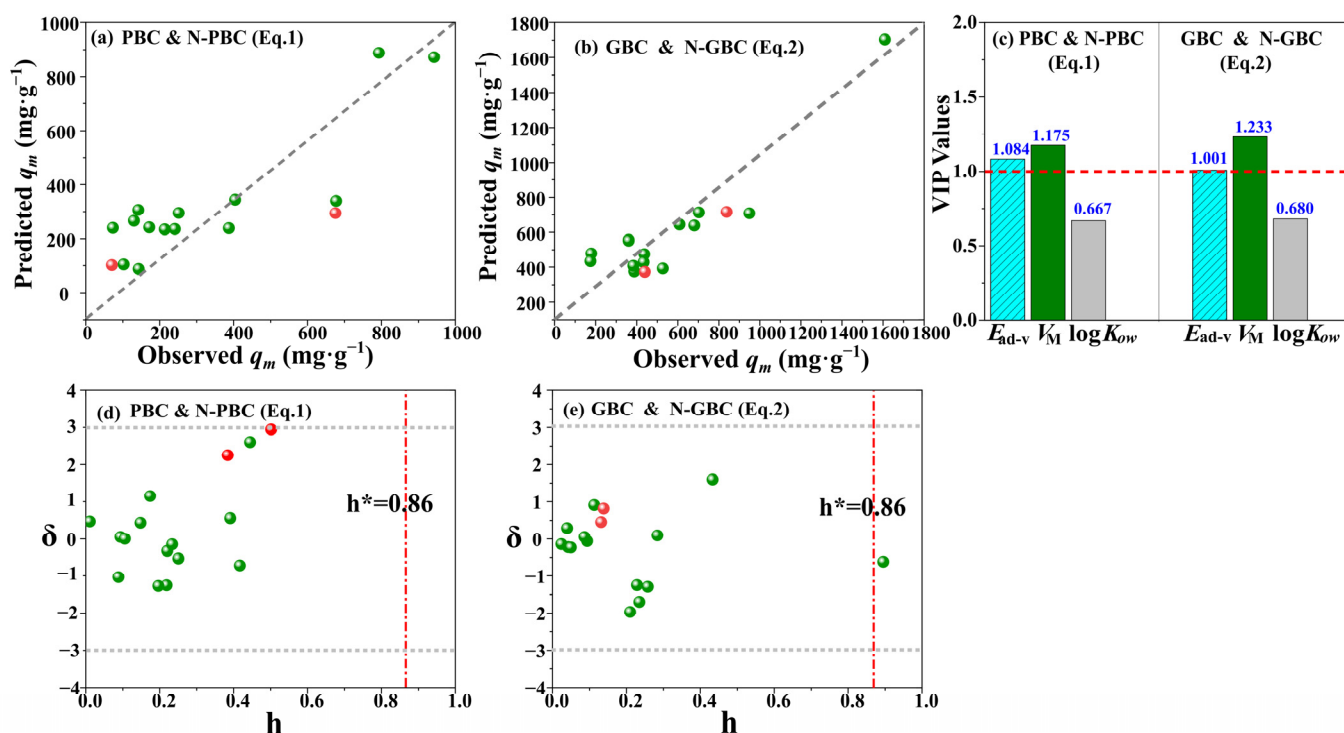 (a) PBC & N-PBC (Eq.1)
Predicted qm (mg·g−1)
1000
800
600
400
200
0
0 200 400 600 800 1000
Observed qm (mg·g−1)
(b) GBC & N-GBC (Eq.2)
Predicted qm (mg·g−1)
1800
1600
1400
1200
1000
800
600
400
200
0 200 400 600 800 1000 1200 1400 1600 1800
Observed qm (mg·g−1)
(c) PBC & N-PBC GBC & N-GBC
(Eq.1) (Eq.2)
VIP Values
2.0
1.5
1.0
0.5
0.0
1.084 1.175 0.667 1.001 1.233 0.680
Ead-v VM logKow Ead-v VM logKow
(d) PBC & N-PBC (Eq.1)
δ
4
3
2
1
0
−1
−2
−3
−4
h*=0.86
0.0 0.2 0.4 0.6 0.8 1.0
h
(e) GBC & N-GBC (Eq.2)
δ
4
3
2
1
0
−1
−2
−3
−4
h*=0.86
0.0 0.2 0.4 0.6 0.8 1.0
h